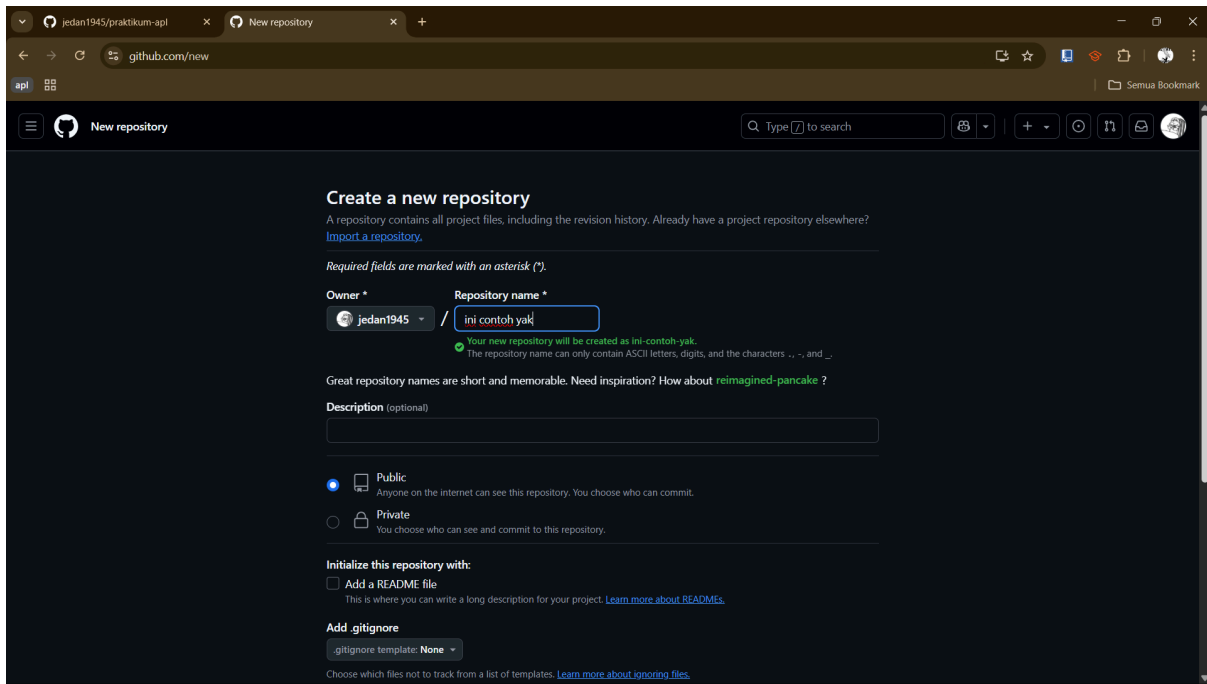 jedan1945/praktikum-apl
New repository
github.com/new
apl
Semua Bookmark
New repository
Type / to search
Create a new repository
A repository contains all project files, including the revision history. Already have a project repository elsewhere?
Import a repository.
Required fields are marked with an asterisk (*).
Owner *
Repository name *
jedan1945 / ini contoh yak
Your new repository will be created as ini-contoh-yak.
The repository name can only contain ASCII letters, digits, and the characters ., -, and _.
Great repository names are short and memorable. Need inspiration? How about reimagined-pancake ?
Description (optional)
Public
Anyone on the internet can see this repository. You choose who can commit.
Private
You choose who can see and commit to this repository.
Initialize this repository with:
Add a README file
This is where you can write a long description for your project. Learn more about READMEs.
Add .gitignore
.gitignore template: None
Choose which files not to track from a list of templates. Learn more about ignoring files.